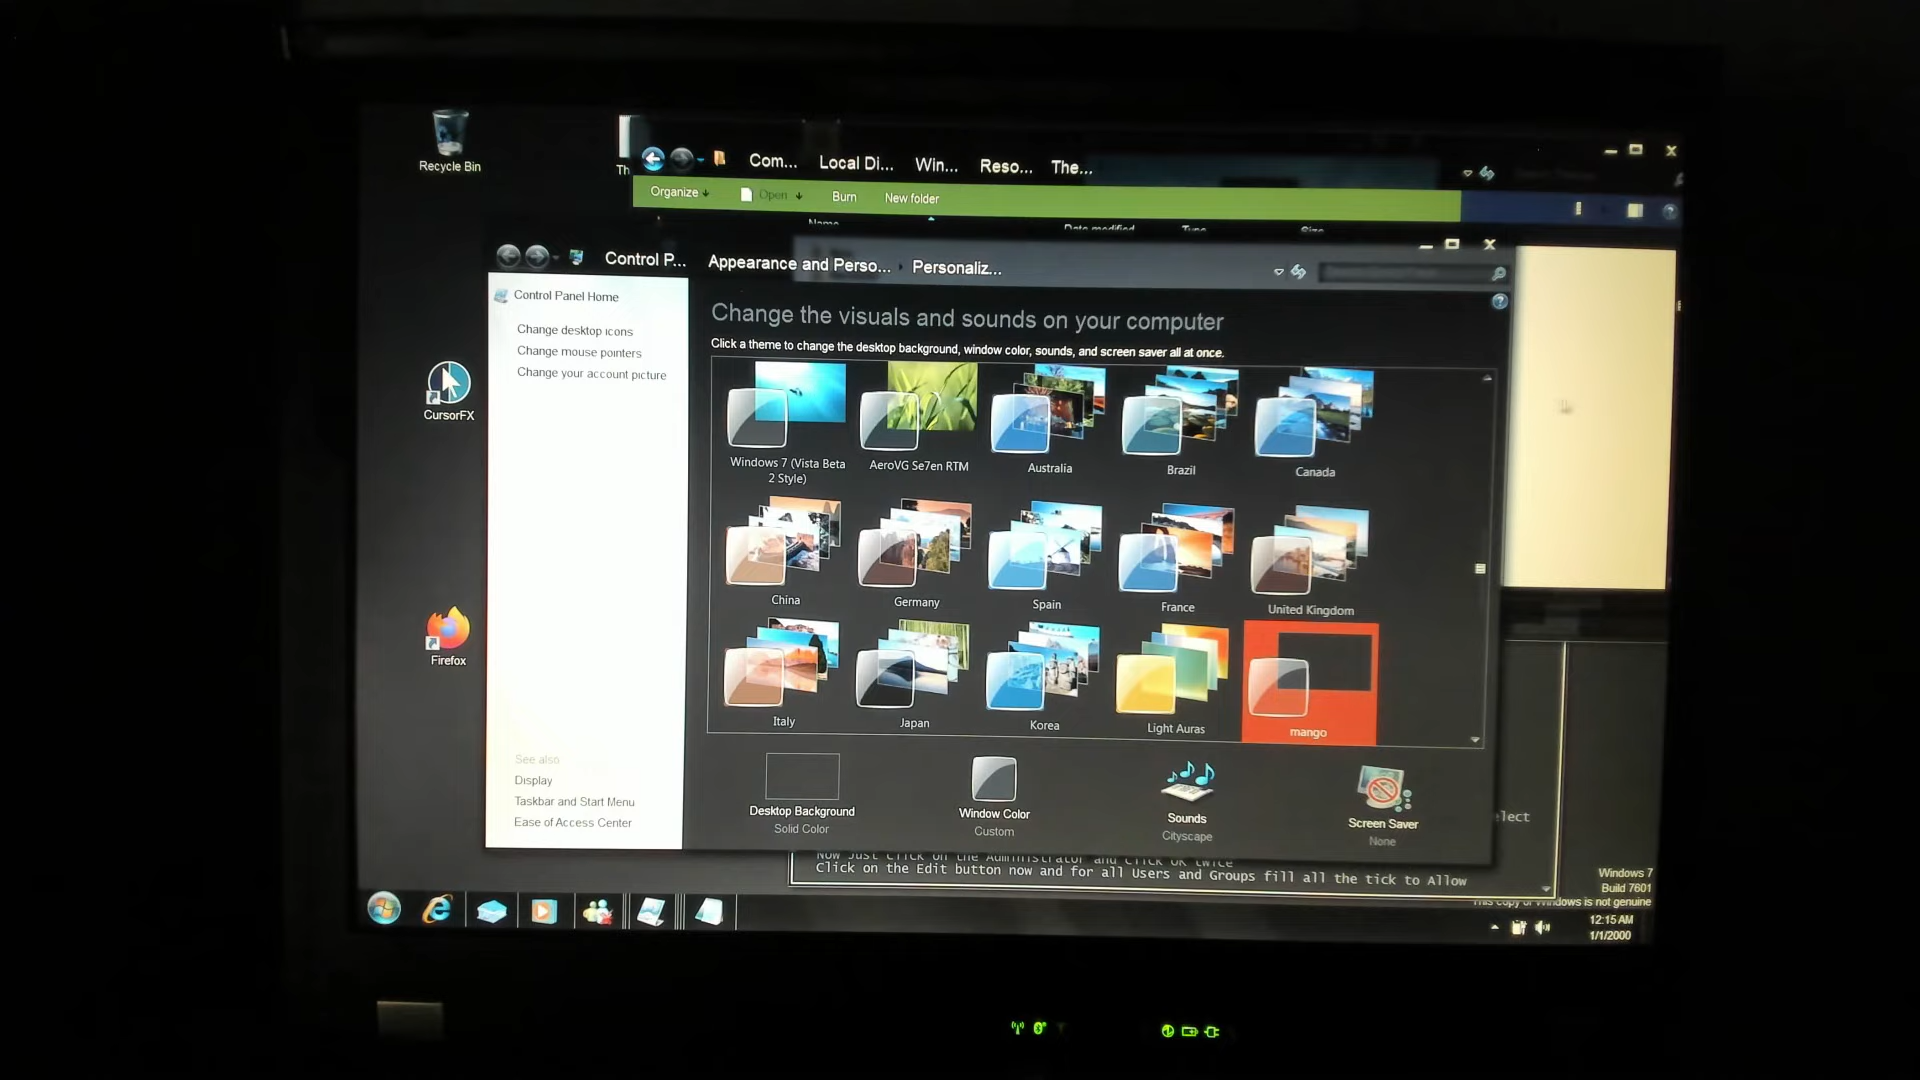 Recycle Bin
Th
Com... Local Di... Win... Reso... The...
Organize Open Burn New folder
Name Date modified Type Size
Control P... Appearance and Perso... Personaliz...
Control Panel Home
Change desktop icons
Change mouse pointers
Change your account picture
Change the visuals and sounds on your computer
Click a theme to change the desktop background, window color, sounds, and screen saver all at once.
CursorFX
Windows 7 (Vista Beta
2 Style)
AeroVG Se7en RTM
Australia
Brazil
Canada
China
Germany
Spain
France
United Kingdom
Firefox
Italy
Japan
Korea
Light Auras
mango
See also
Display
Taskbar and Start Menu
Ease of Access Center
Desktop Background
Solid Color
Window Color
Custom
Sounds
Cityscape
Screen Saver
None
elect
Now Just Click on the Administrator and Click OK twice
Click on the Edit button now and for all Users and Groups fill all the tick to Allow
Windows 7
Build 7601
This copy of Windows is not genuine
12:15 AM
1/1/2000